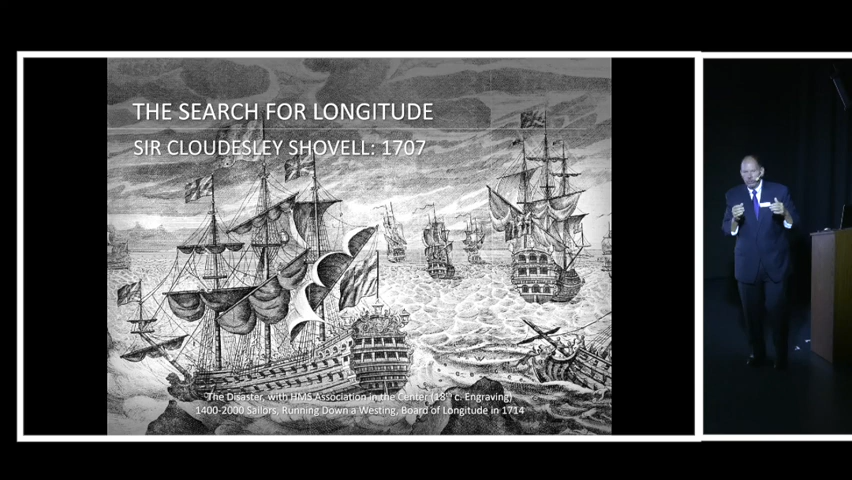 THE SEARCH FOR LONGITUDE
SIR CLOUDESLEY SHOVELL: 1707
The Disaster, with HMS Association in the Center (18th c. Engraving)
1400-2000 Sailors, Running Down a Westing, Board of Longitude in 1714